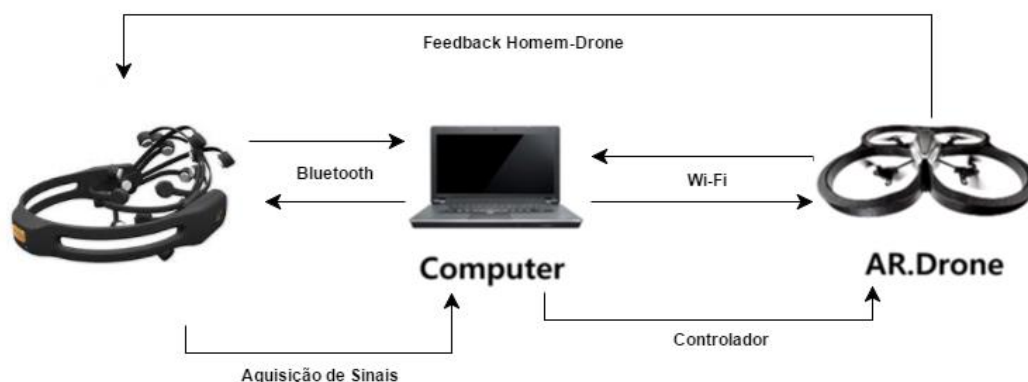 Feedback Homem-Drone
Bluetooth
Wi-Fi
Computer
AR.Drone
Controlador
Aquisição de Sinais